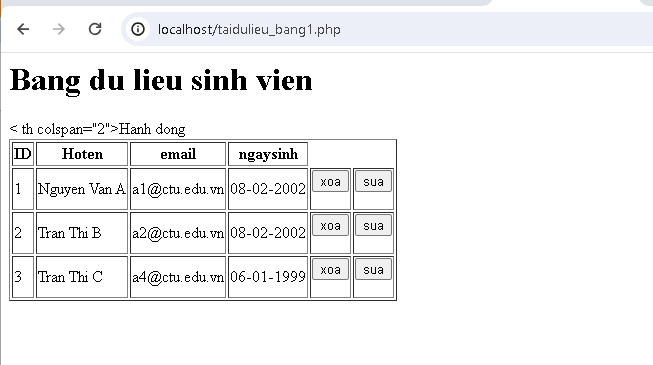 localhost/taidulieu_bang1.php
Bang du lieu sinh vien
< th colspan="2">Hanh dong
ID Hoten email ngaysinh
1 Nguyen Van A a1@ctu.edu.vn 08-02-2002 xoa sua
2 Tran Thi B a2@ctu.edu.vn 08-02-2002 xoa sua
3 Tran Thi C a4@ctu.edu.vn 06-01-1999 xoa sua